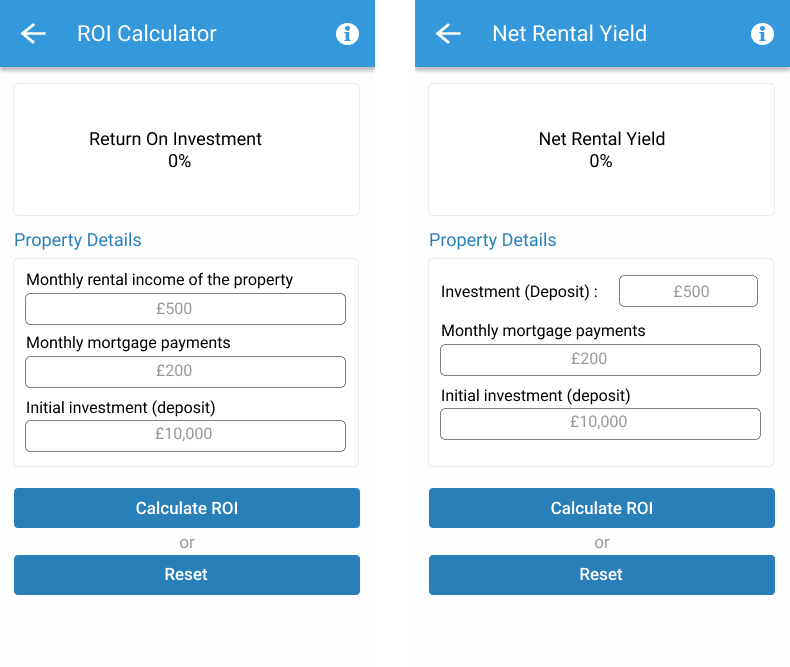 ROI Calculator
Return On Investment
0%
Property Details
Monthly rental income of the property
£500
Monthly mortgage payments
£200
Initial investment (deposit)
£10,000
Calculate ROI
or
Reset
Net Rental Yield
Net Rental Yield
0%
Property Details
Investment (Deposit) : £500
Monthly mortgage payments
£200
Initial investment (deposit)
£10,000
Calculate ROI
or
Reset